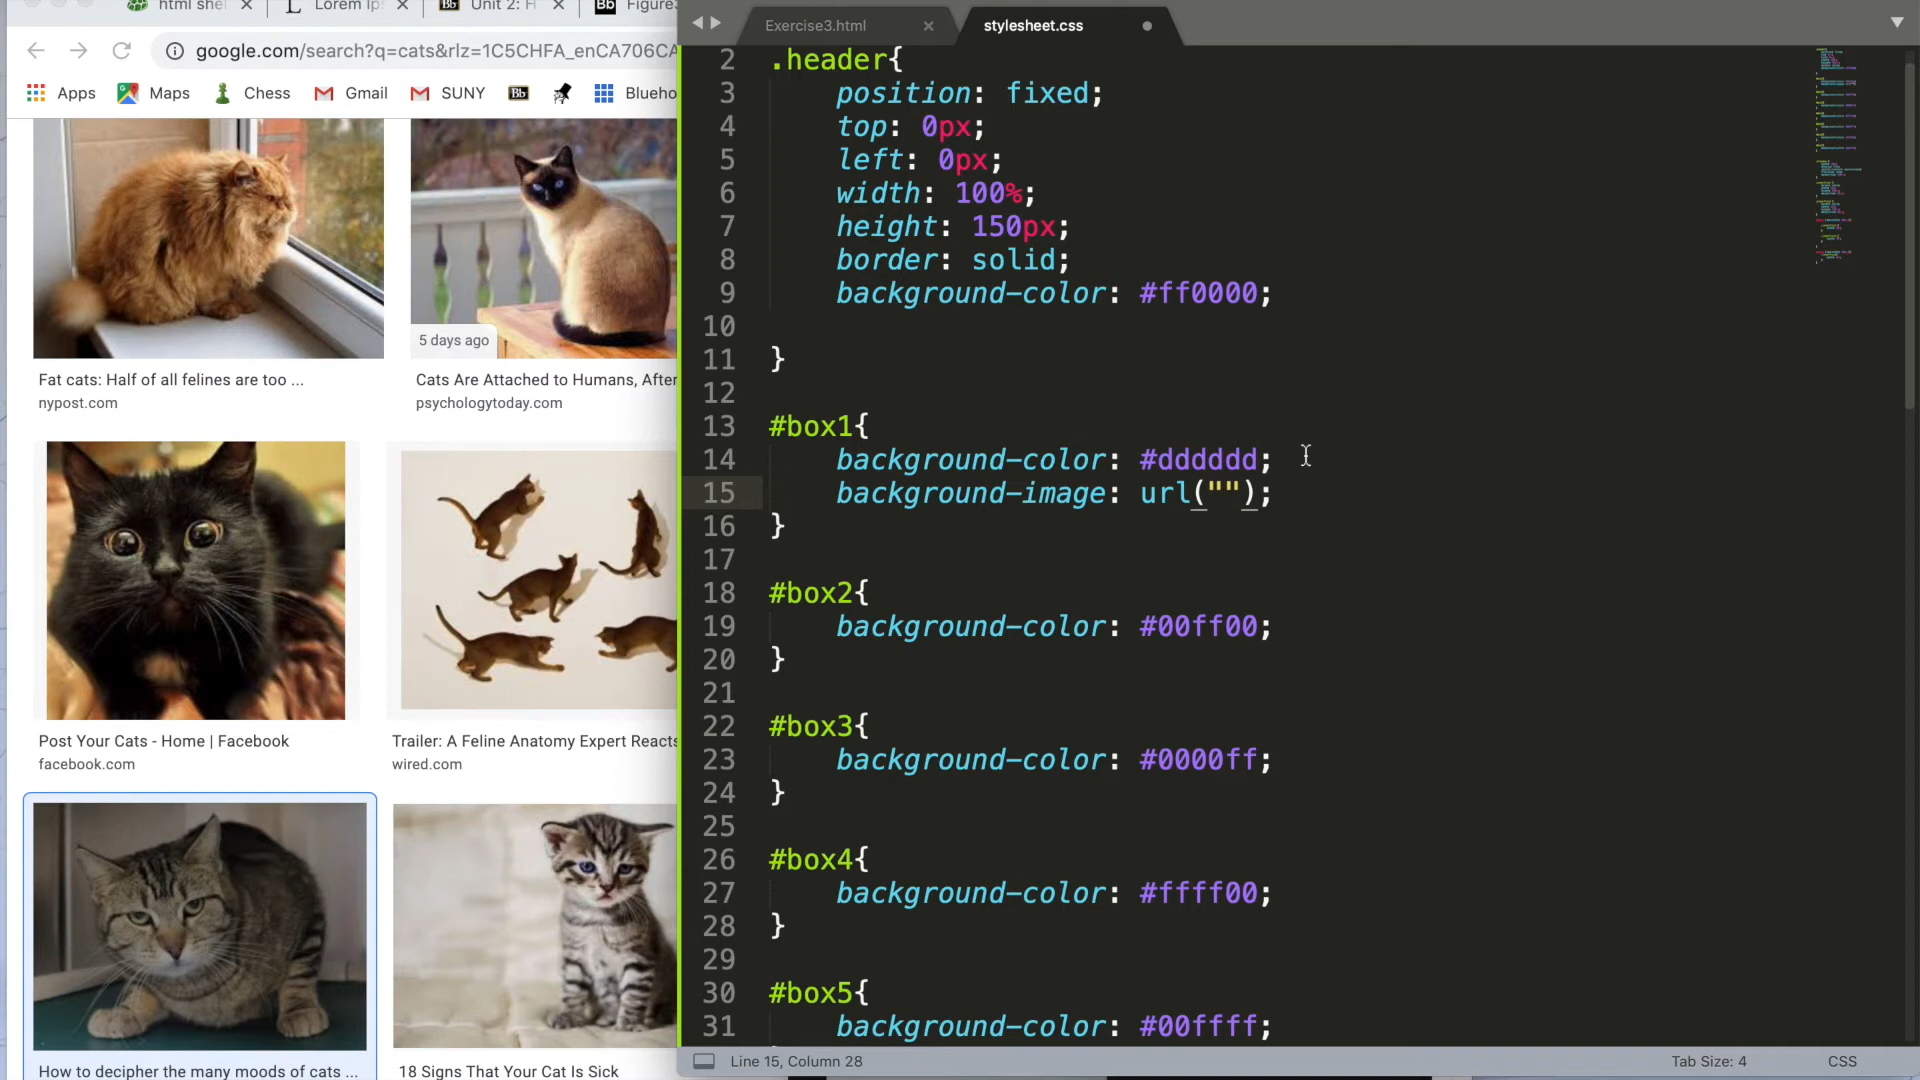 html shel
Lorem Ips
Bb
Unit 2: H
Bb
Figure3
google.com/search?q=cats&rlz=1C5CHFA_enCA706CA
Apps
Maps
Chess
Gmail
SUNY
Bb
Blueho
5 days ago
Fat cats: Half of all felines are too ...
nypost.com
Cats Are Attached to Humans, After
psychologytoday.com
Post Your Cats - Home | Facebook
facebook.com
Trailer: A Feline Anatomy Expert Reacts
wired.com
How to decipher the many moods of cats ...
18 Signs That Your Cat Is Sick
Exercise3.html
stylesheet.css
2 .header{
3 position: fixed;
4 top: 0px;
5 left: 0px;
6 width: 100%;
7 height: 150px;
8 border: solid;
9 background-color: #ff0000;
10
11 }
12
13 #box1{
14 background-color: #dddddd;
15 background-image: url("");
16 }
17
18 #box2{
19 background-color: #00ff00;
20 }
21
22 #box3{
23 background-color: #0000ff;
24 }
25
26 #box4{
27 background-color: #ffff00;
28 }
29
30 #box5{
31 background-color: #00ffff;
Line 15, Column 28
Tab Size: 4
CSS